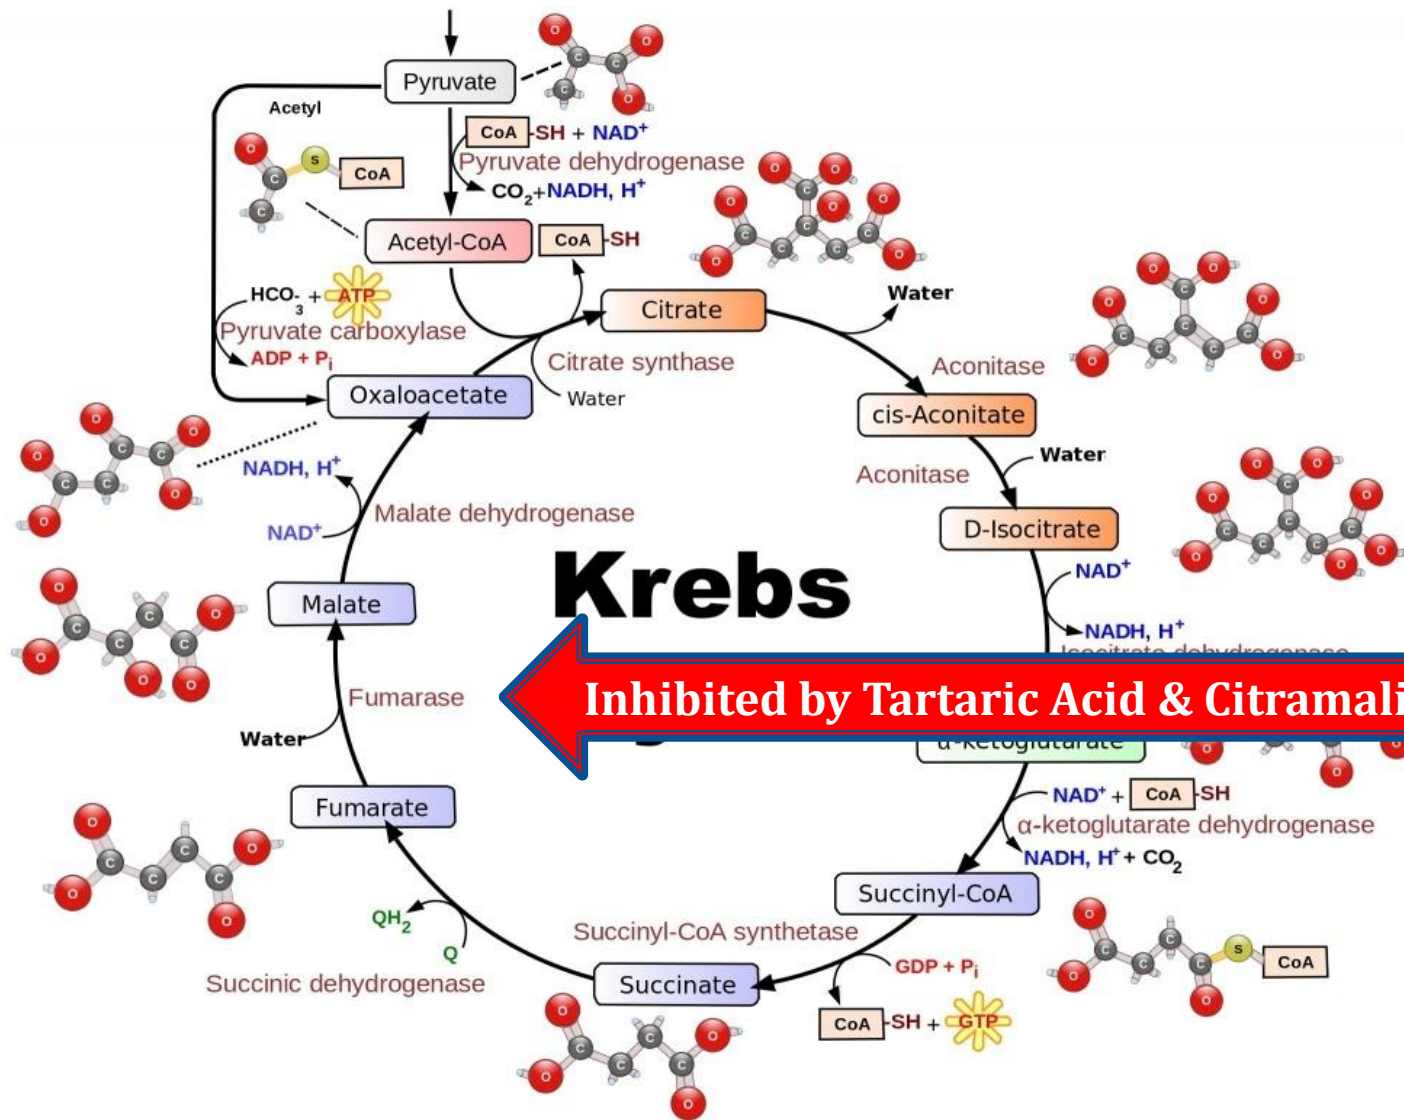 Pyruvate
Acetyl
CoA -SH + NAD⁺
Pyruvate dehydrogenase
CO₂+NADH, H⁺
S CoA
Acetyl-CoA
CoA -SH
HCO₃⁻ + ATP
Pyruvate carboxylase
ADP + Pᵢ
Citrate
Water
Citrate synthase
Water
Aconitase
Oxaloacetate
cis-Aconitate
Water
Aconitase
NADH, H⁺
NAD⁺
Malate dehydrogenase
D-Isocitrate
NAD⁺
NADH, H⁺
Isocitrate dehydrogenase
Krebs
Malate
Inhibited by Tartaric Acid & Citramali
Fumarase
Water
α-ketoglutarate
NAD⁺ + CoA -SH
α-ketoglutarate dehydrogenase
NADH, H⁺ + CO₂
Fumarate
Succinyl-CoA
QH₂
Q
Succinyl-CoA synthetase
GDP + Pᵢ
Succinic dehydrogenase
Succinate
CoA -SH + GTP
S CoA